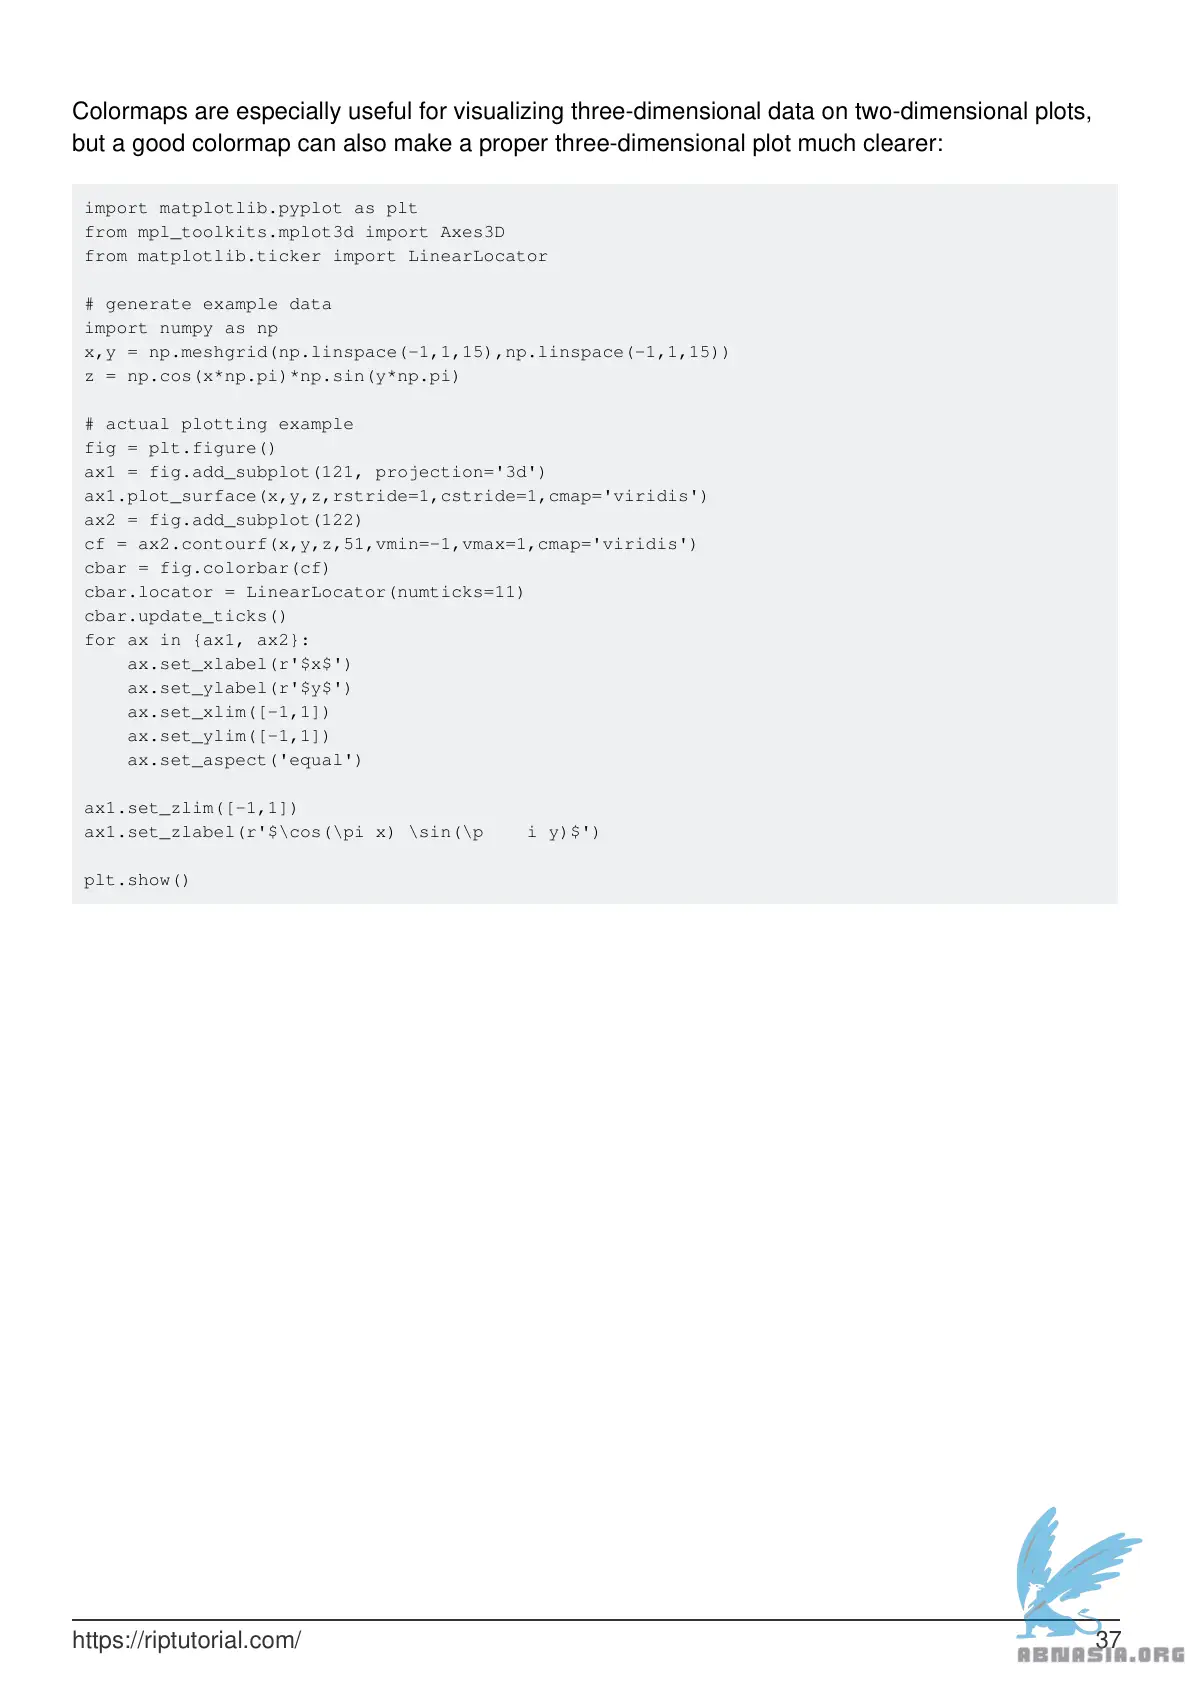 Colormaps are especially useful for visualizing three-dimensional data on two-dimensional plots,
but a good colormap can also make a proper three-dimensional plot much clearer:
import matplotlib.pyplot as plt
from mpl_toolkits.mplot3d import Axes3D
from matplotlib.ticker import LinearLocator
# generate example data
import numpy as np
x,y = np.meshgrid(np.linspace(-1,1,15),np.linspace(-1,1,15))
z = np.cos(x*np.pi)*np.sin(y*np.pi)
# actual plotting example
fig = plt.figure()
ax1 = fig.add_subplot(121, projection='3d')
ax1.plot_surface(x,y,z,rstride=1,cstride=1,cmap='viridis')
ax2 = fig.add_subplot(122)
cf = ax2.contourf(x,y,z,51,vmin=-1,vmax=1,cmap='viridis')
cbar = fig.colorbar(cf)
cbar.locator = LinearLocator(numticks=11)
cbar.update_ticks()
for ax in {ax1, ax2}:
    ax.set_xlabel(r'$x$')
    ax.set_ylabel(r'$y$')
    ax.set_xlim([-1,1])
    ax.set_ylim([-1,1])
    ax.set_aspect('equal')
ax1.set_zlim([-1,1])
ax1.set_zlabel(r'$\cos(\pi x) \sin(\p    i y)$')
plt.show()
https://riptutorial.com/ 37
ABNASIA.ORG